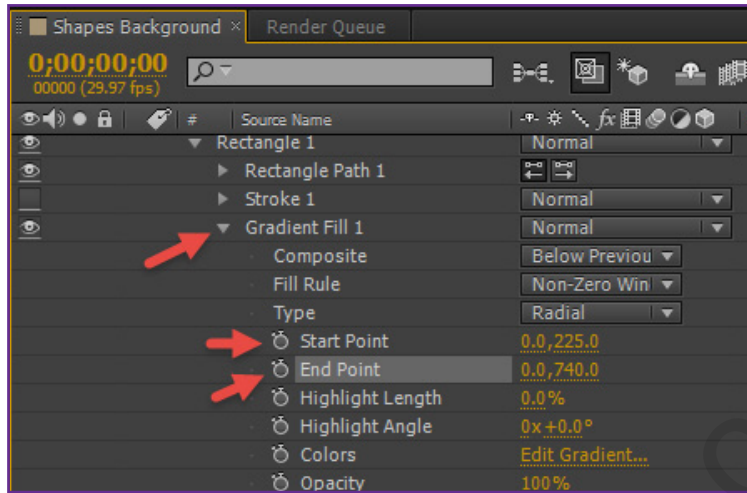 Shapes Background × Render Queue
0;00;00;00
00000 (29.97 fps)
# Source Name fx
Rectangle 1 Normal
Rectangle Path 1
Stroke 1 Normal
Gradient Fill 1 Normal
Composite Below Previou
Fill Rule Non-Zero Win
Type Radial
Start Point 0.0,225.0
End Point 0.0,740.0
Highlight Length 0.0%
Highlight Angle 0x+0.0°
Colors Edit Gradient...
Opacity 100%